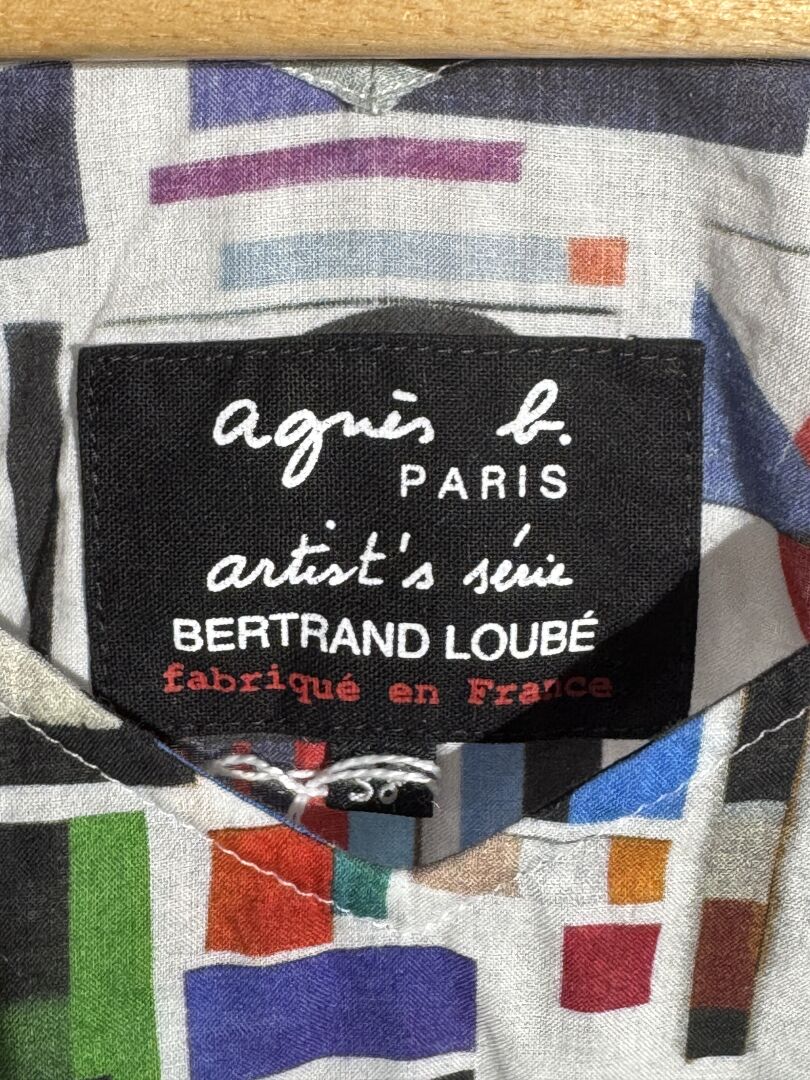 agnès b.
PARIS
artist's série
BERTRAND LOUBÉ
fabriqué en France